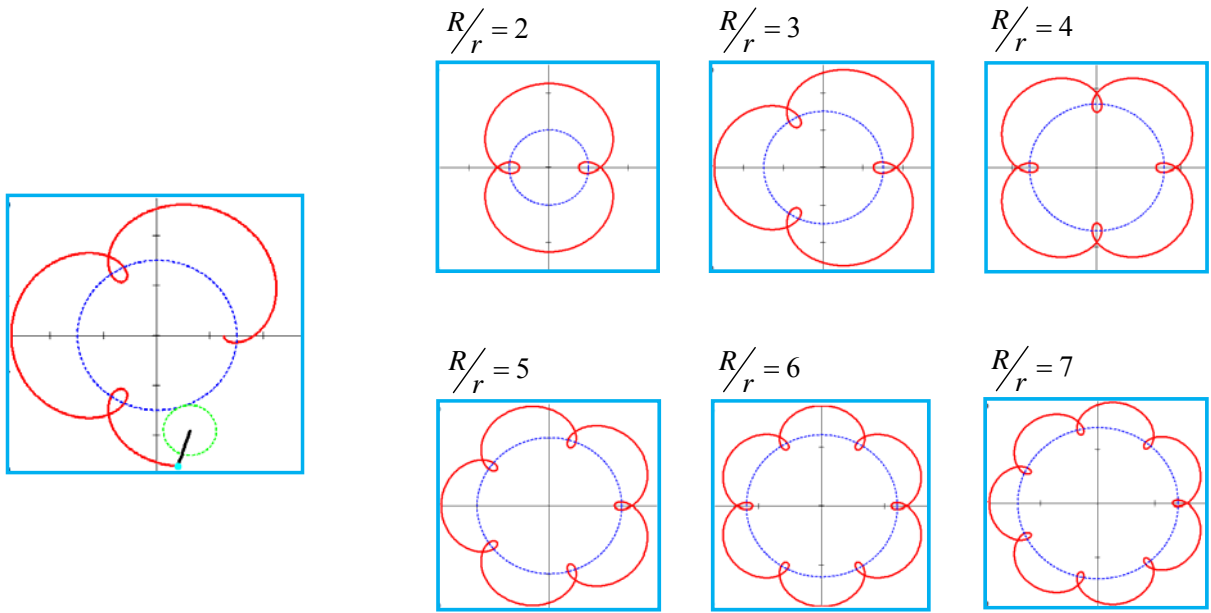 R/r = 2
R/r = 3
R/r = 4
R/r = 5
R/r = 6
R/r = 7